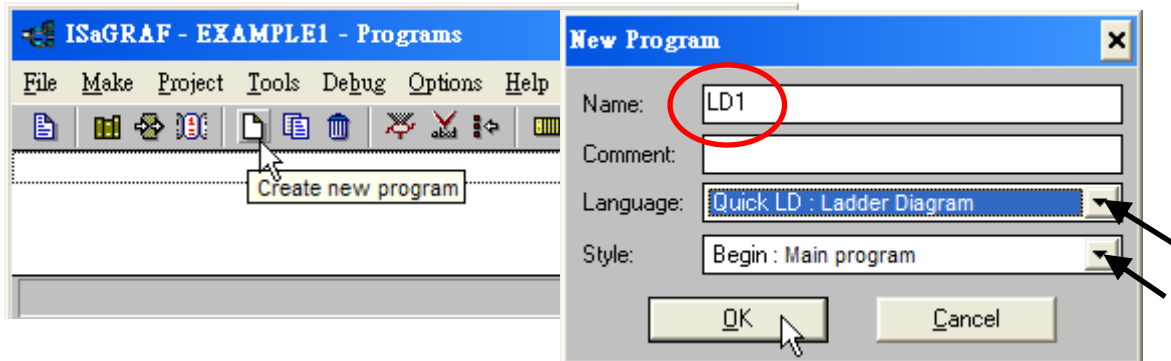 ISaGRAF - EXAMPLE1 - Programs
File Make Project Tools Debug Options Help
Create new program
New Program
Name: LD1
Comment:
Language: Quick LD : Ladder Diagram
Style: Begin : Main program
OK Cancel